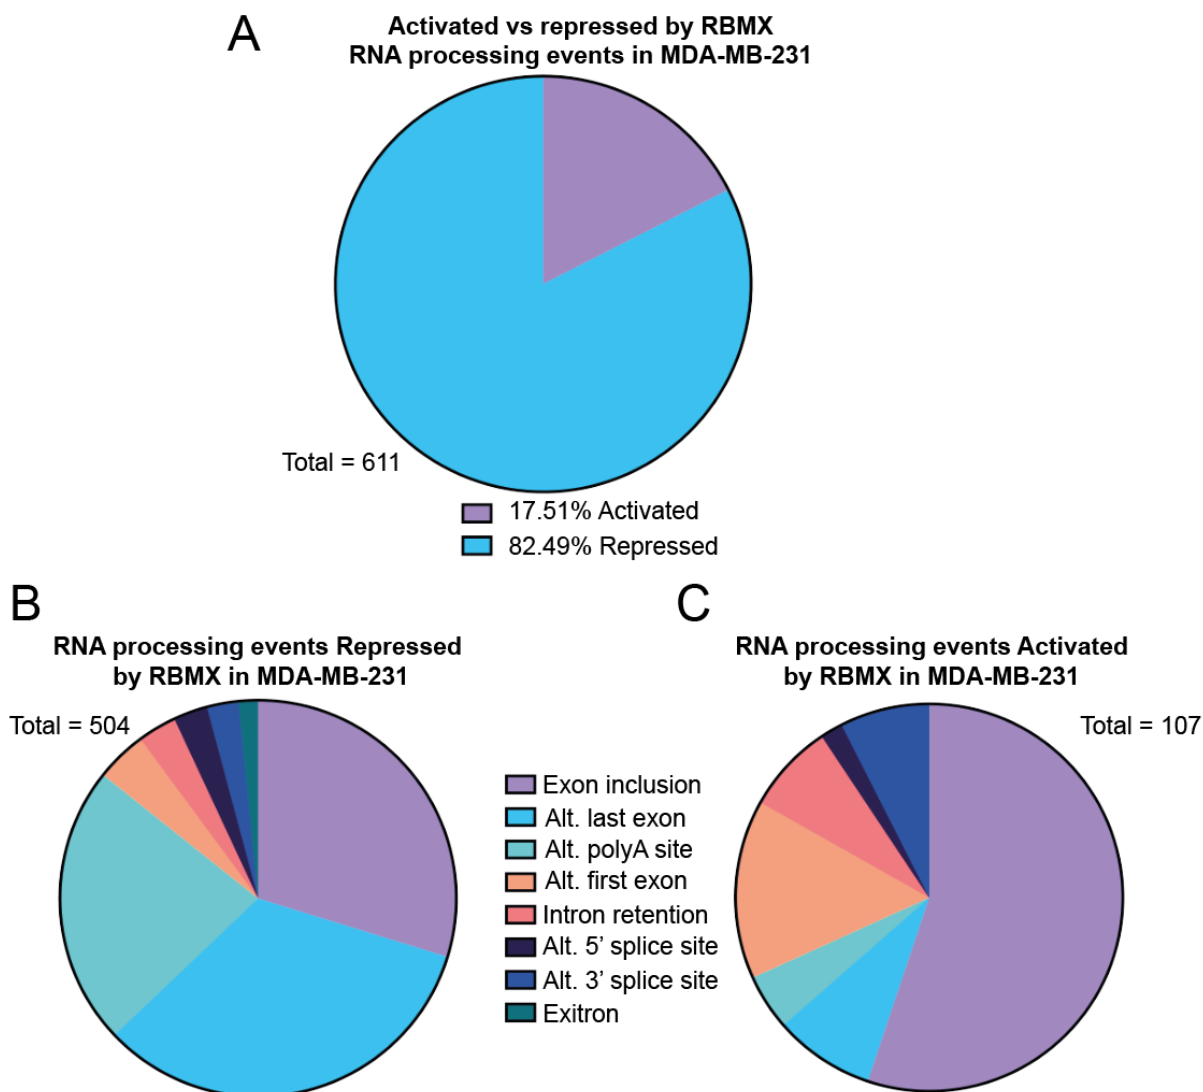 A
Activated vs repressed by RBMX
RNA processing events in MDA-MB-231
Total = 611
17.51% Activated
82.49% Repressed
B
RNA processing events Repressed
by RBMX in MDA-MB-231
Total = 504
C
RNA processing events Activated
by RBMX in MDA-MB-231
Total = 107
Exon inclusion
Alt. last exon
Alt. polyA site
Alt. first exon
Intron retention
Alt. 5’ splice site
Alt. 3’ splice site
Exitron